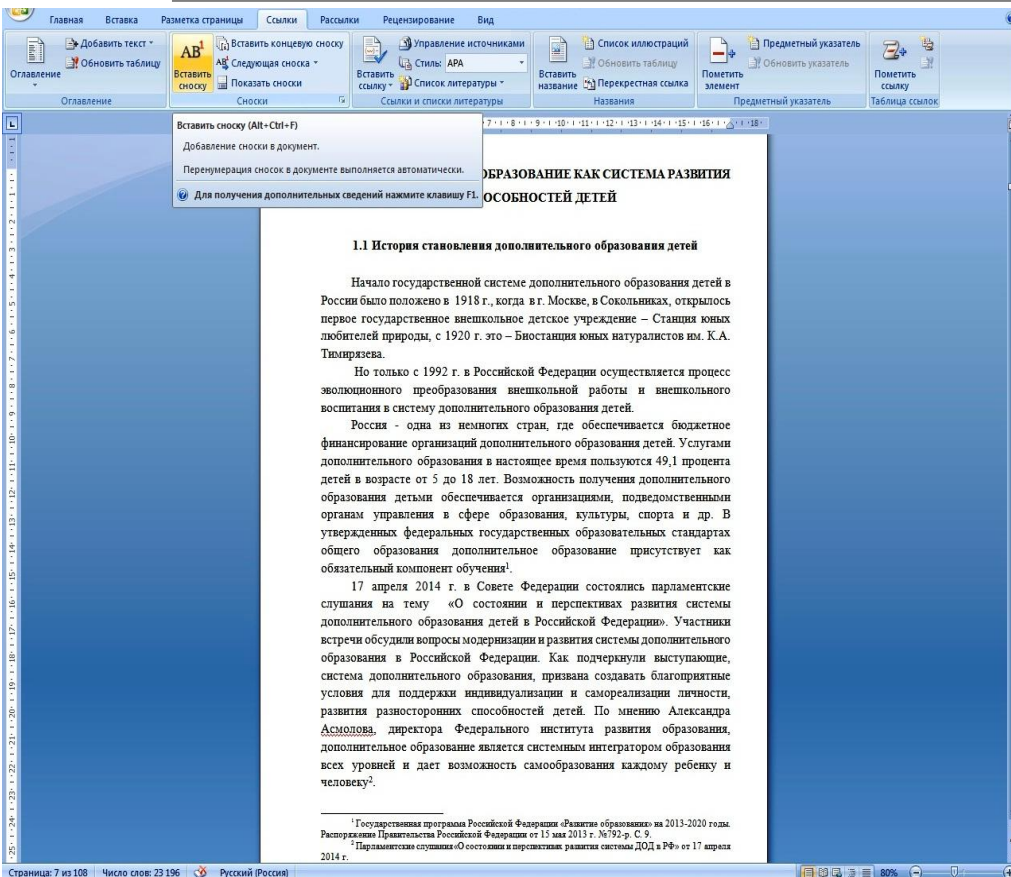 Главная Вставка Разметка страницы Ссылки Рассылки Рецензирование Вид
Оглавление
Добавить текст
Обновить таблицу
Оглавление
Вставить сноску
AB¹
Вставить концевую сноску
Следующая сноска
Показать сноски
Сноски
Вставить ссылку
Управление источниками
Стиль: APA
Список литературы
Ссылки и списки литературы
Вставить название
Список иллюстраций
Обновить таблицу
Перекрестная ссылка
Названия
Пометить элемент
Предметный указатель
Обновить указатель
Предметный указатель
Пометить ссылку
Таблица ссылок
Вставить сноску (Alt+Ctrl+F)
Добавление сноски в документ.
Перенумерация сносок в документе выполняется автоматически.
Для получения дополнительных сведений нажмите клавишу F1.
ОБРАЗОВАНИЕ КАК СИСТЕМА РАЗВИТИЯ
ОСОБНОСТЕЙ ДЕТЕЙ
1.1 История становления дополнительного образования детей
Начало государственной системе дополнительного образования детей в
России было положено в 1918 г., когда в г. Москве, в Сокольниках, открылось
первое государственное внешкольное детское учреждение – Станция юных
любителей природы, с 1920 г. это – Биостанция юных натуралистов им. К.А.
Тимирязева.
Но только с 1992 г. в Российской Федерации осуществляется процесс
эволюционного преобразования внешкольной работы и внешкольного
воспитания в систему дополнительного образования детей.
Россия - одна из немногих стран, где обеспечивается бюджетное
финансирование организаций дополнительного образования детей. Услугами
дополнительного образования в настоящее время пользуются 49,1 процента
детей в возрасте от 5 до 18 лет. Возможность получения дополнительного
образования детьми обеспечивается организациями, подведомственными
органам управления в сфере образования, культуры, спорта и др. В
утвержденных федеральных государственных образовательных стандартах
общего образования дополнительное образование присутствует как
обязательный компонент обучения¹.
17 апреля 2014 г. в Совете Федерации состоялись парламентские
слушания на тему «О состоянии и перспективах развития системы
дополнительного образования детей в Российской Федерации». Участники
встречи обсудили вопросы модернизации и развития системы дополнительного
образования в Российской Федерации. Как подчеркнули выступающие,
система дополнительного образования, призвана создавать благоприятные
условия для поддержки индивидуализации и самореализации личности,
развития разносторонних способностей детей. По мнению Александра
Асмолова, директора Федерального института развития образования,
дополнительное образование является системным интегратором образования
всех уровней и дает возможность самообразования каждому ребенку и
человеку².
¹ Государственная программа Российской Федерации «Развитие образования» на 2013-2020 годы.
Распоряжение Правительства Российской Федерации от 15 мая 2013 г. №792-р. С. 9.
² Парламентские слушания «О состоянии и перспективах развития системы ДОД в РФ» от 17 апреля
2014 г.
Страница: 7 из 108 Число слов: 23 196 Русский (Россия) 80%